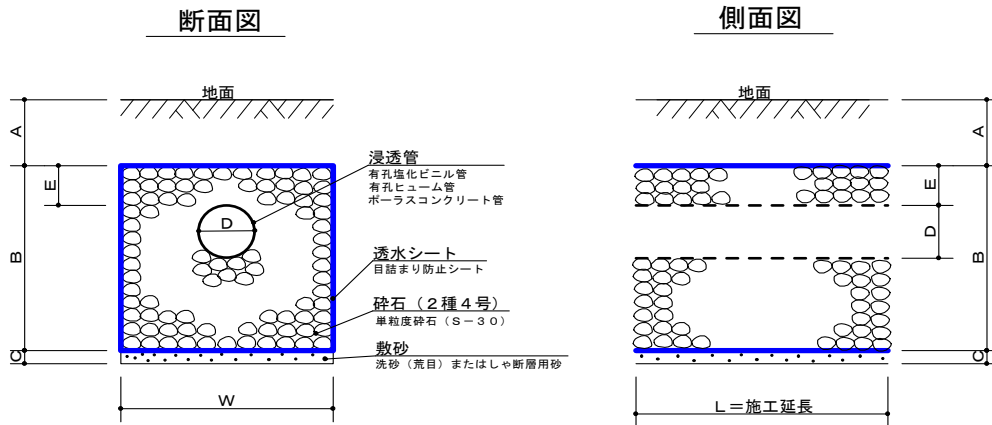 断面図
地面
A
E
B
C
D
W
浸透管
有孔塩化ビニル管
有孔ヒューム管
ポーラスコンクリート管
透水シート
目詰まり防止シート
砕石（２種４号）
単粒度砕石（Ｓ－３０）
敷砂
洗砂（荒目）またはしゃ断層用砂
側面図
地面
A
E
D
B
C
Ｌ＝施工延長